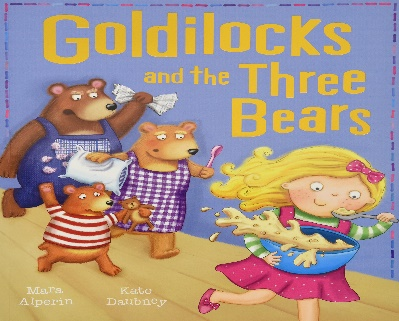 Goldilocks
and the Three
Bears
Mara Kate
Alperin Daubney